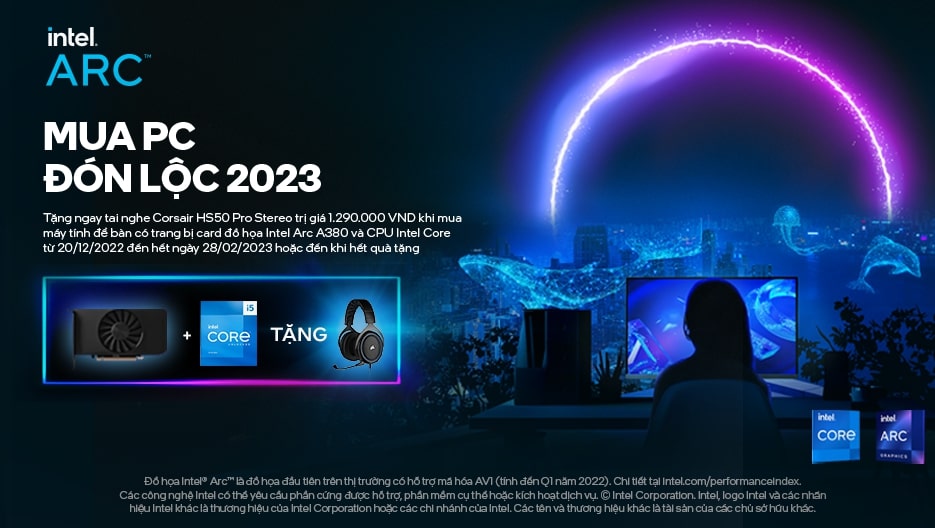 intel.
ARC™
MUA PC
ĐÓN LỘC 2023
Tặng ngay tai nghe Corsair HS50 Pro Stereo trị giá 1.290.000 VND khi mua
máy tính để bàn có trang bị card đồ họa Intel Arc A380 và CPU Intel Core
từ 20/12/2022 đến hết ngày 28/02/2023 hoặc đến khi hết quà tặng
+
i5
intel
CORE
TẶNG
intel
CORE
intel
ARC
GRAPHICS
Đồ họa Intel® Arc™ là đồ họa đầu tiên trên thị trường có hỗ trợ mã hóa AV1 (tính đến Q1 năm 2022). Chi tiết tại intel.com/performanceindex.
Các công nghệ Intel có thể yêu cầu phần cứng được hỗ trợ, phần mềm cụ thể hoặc kích hoạt dịch vụ. © Intel Corporation. Intel, logo Intel và các nhãn
hiệu Intel khác là thương hiệu của Intel Corporation hoặc các chi nhánh của Intel. Các tên và thương hiệu khác là tài sản của các chủ sở hữu khác.